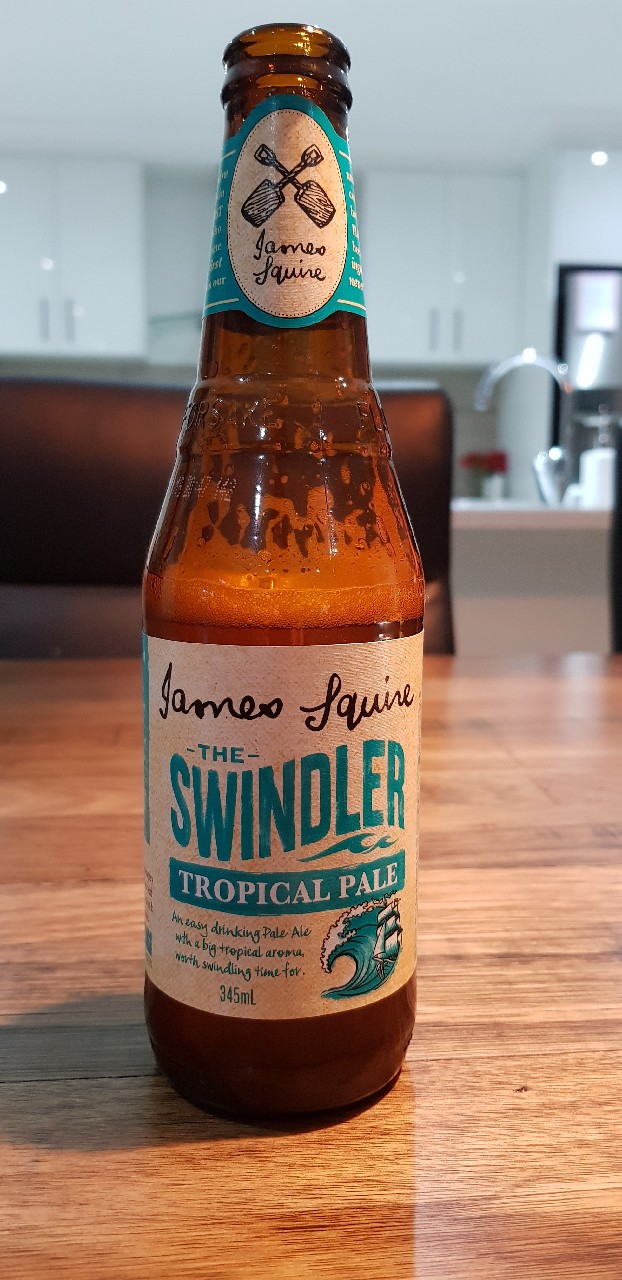 James
Squire
James Squire
-THE-
SWINDLER
TROPICAL PALE
An easy drinking Pale Ale
with a big tropical aroma,
worth swindling time for.
345mL